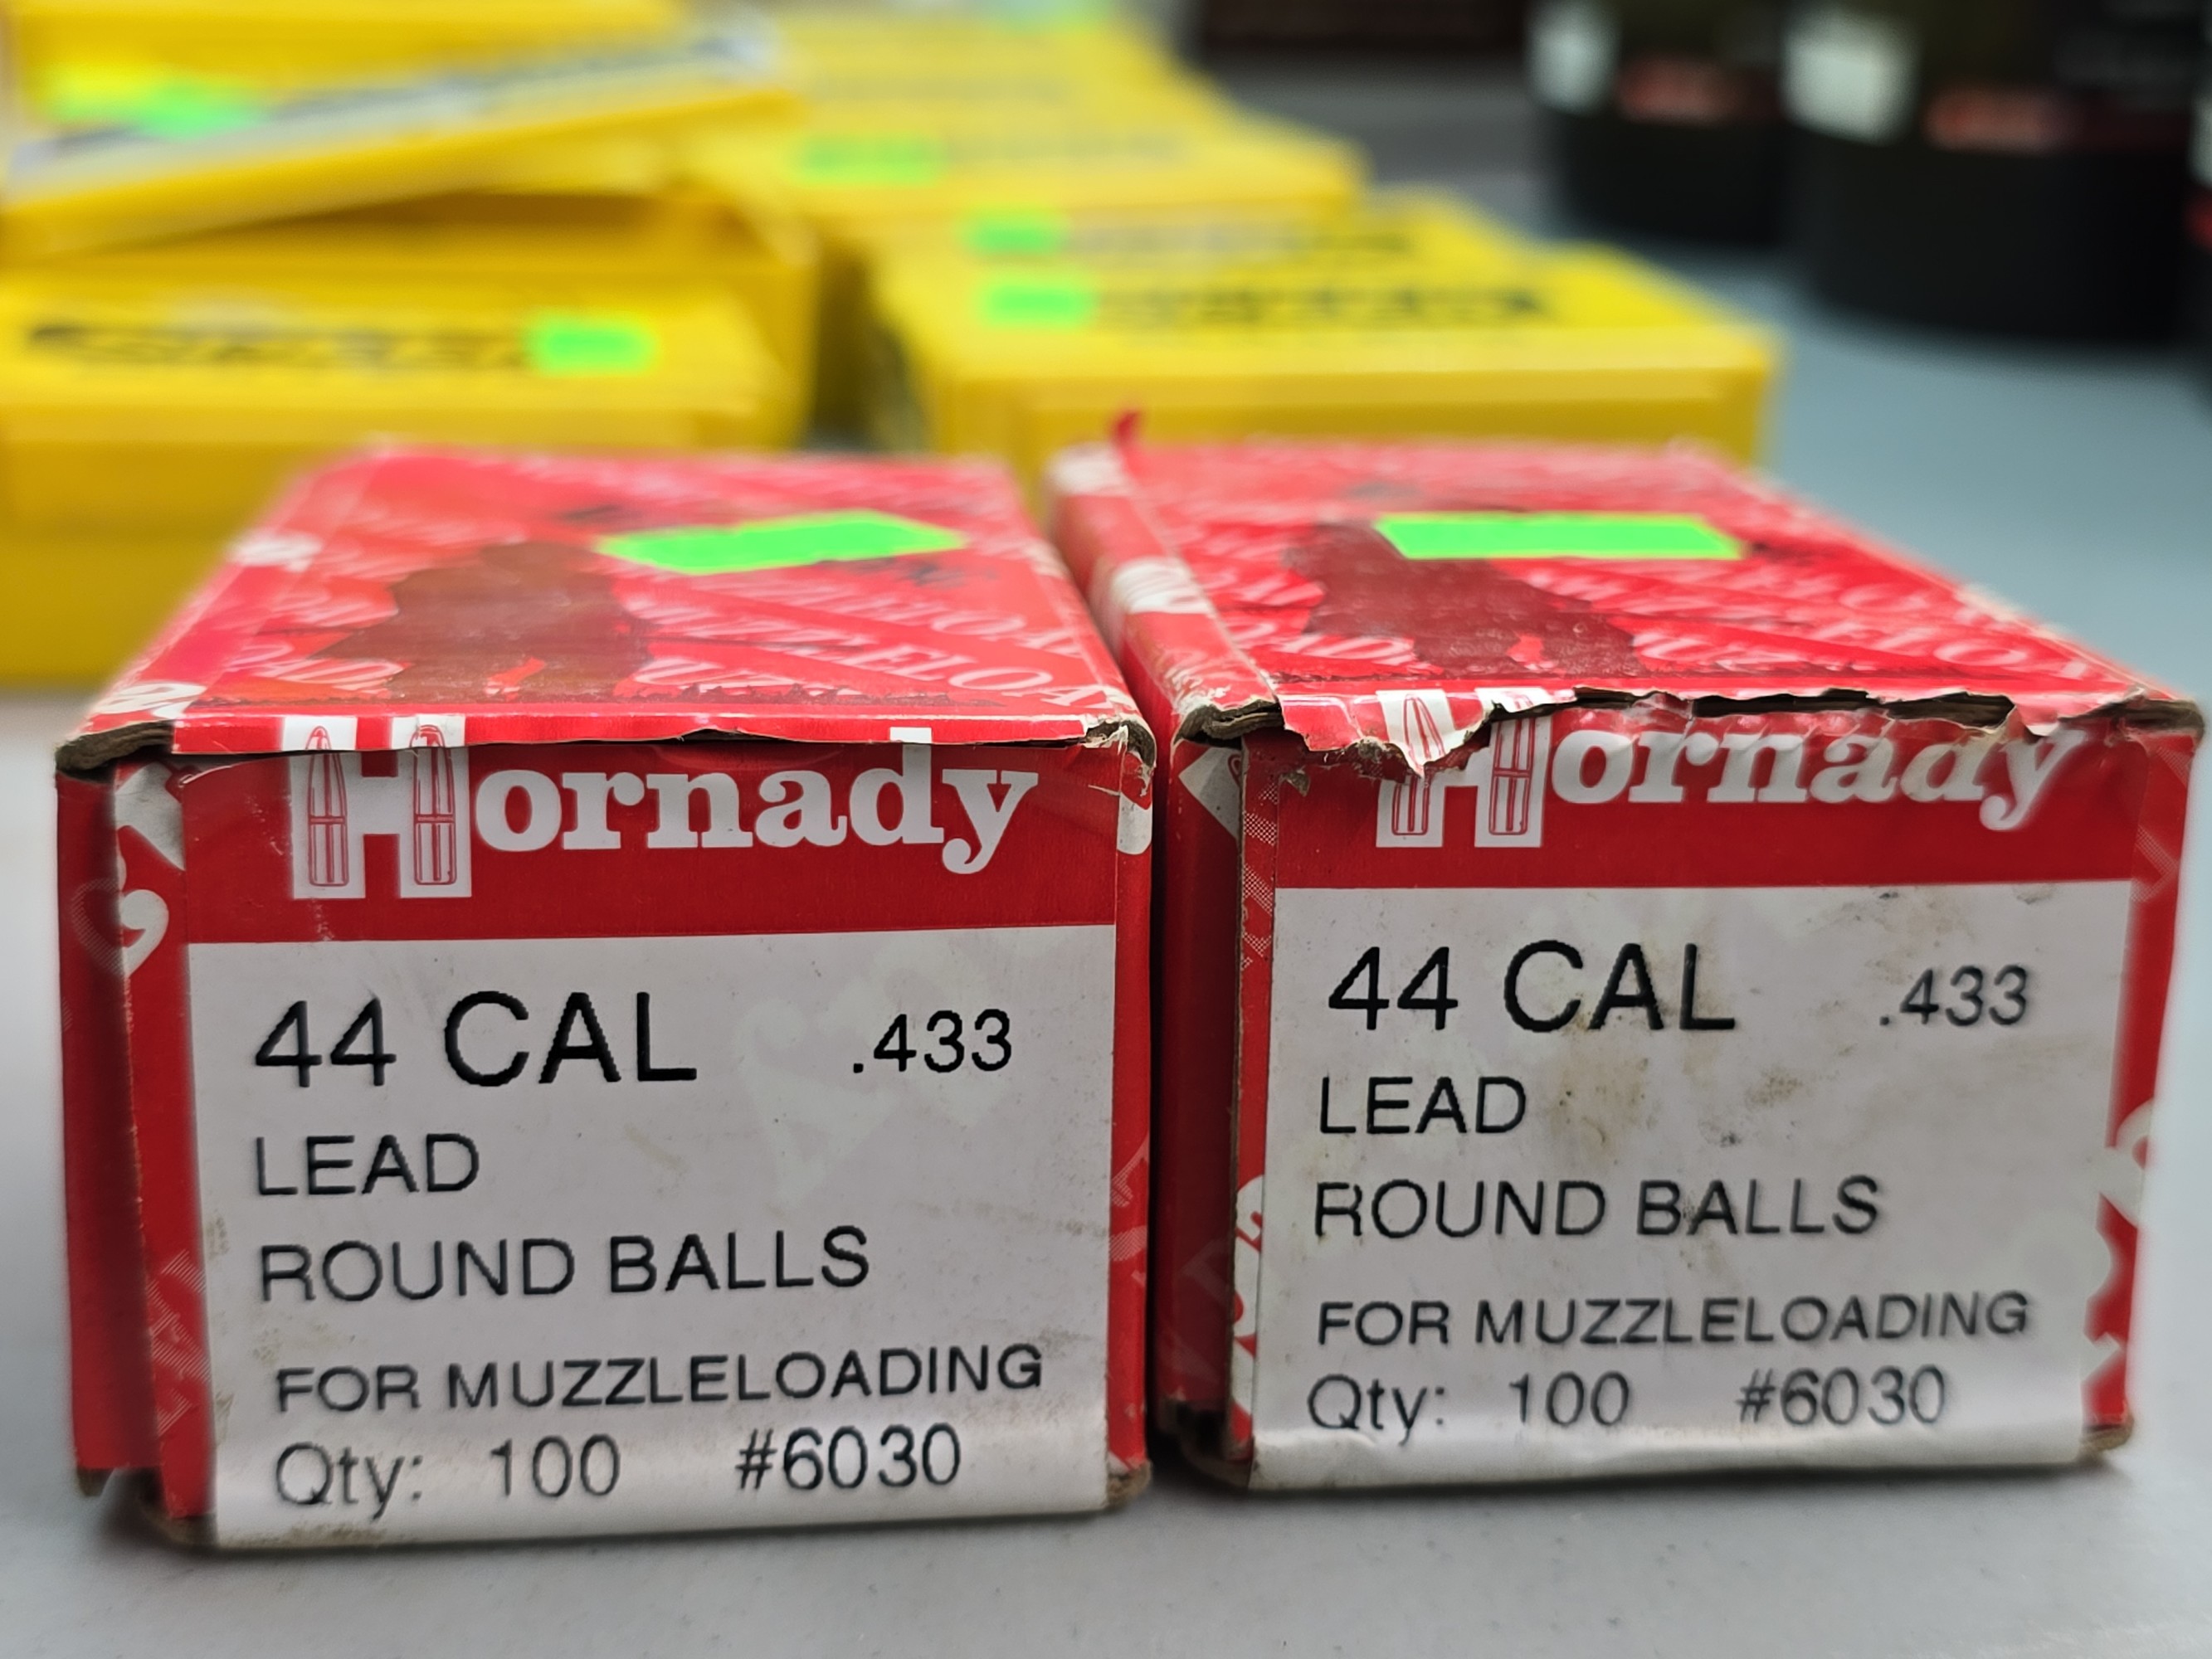 Hornady
44 CAL .433
LEAD
ROUND BALLS
FOR MUZZLELOADING
Qty: 100 #6030
Hornady
44 CAL .433
LEAD
ROUND BALLS
FOR MUZZLELOADING
Qty: 100 #6030